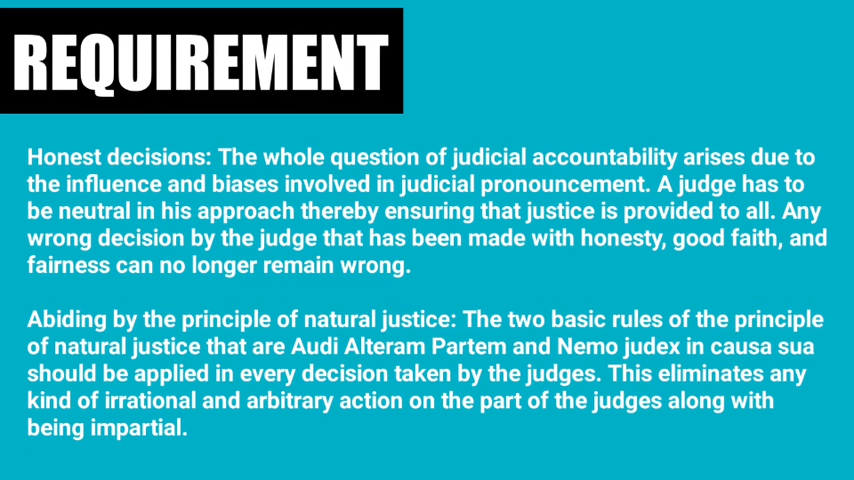 REQUIREMENT
Honest decisions: The whole question of judicial accountability arises due to
the influence and biases involved in judicial pronouncement. A judge has to
be neutral in his approach thereby ensuring that justice is provided to all. Any
wrong decision by the judge that has been made with honesty, good faith, and
fairness can no longer remain wrong.
Abiding by the principle of natural justice: The two basic rules of the principle
of natural justice that are Audi Alteram Partem and Nemo judex in causa sua
should be applied in every decision taken by the judges. This eliminates any
kind of irrational and arbitrary action on the part of the judges along with
being impartial.